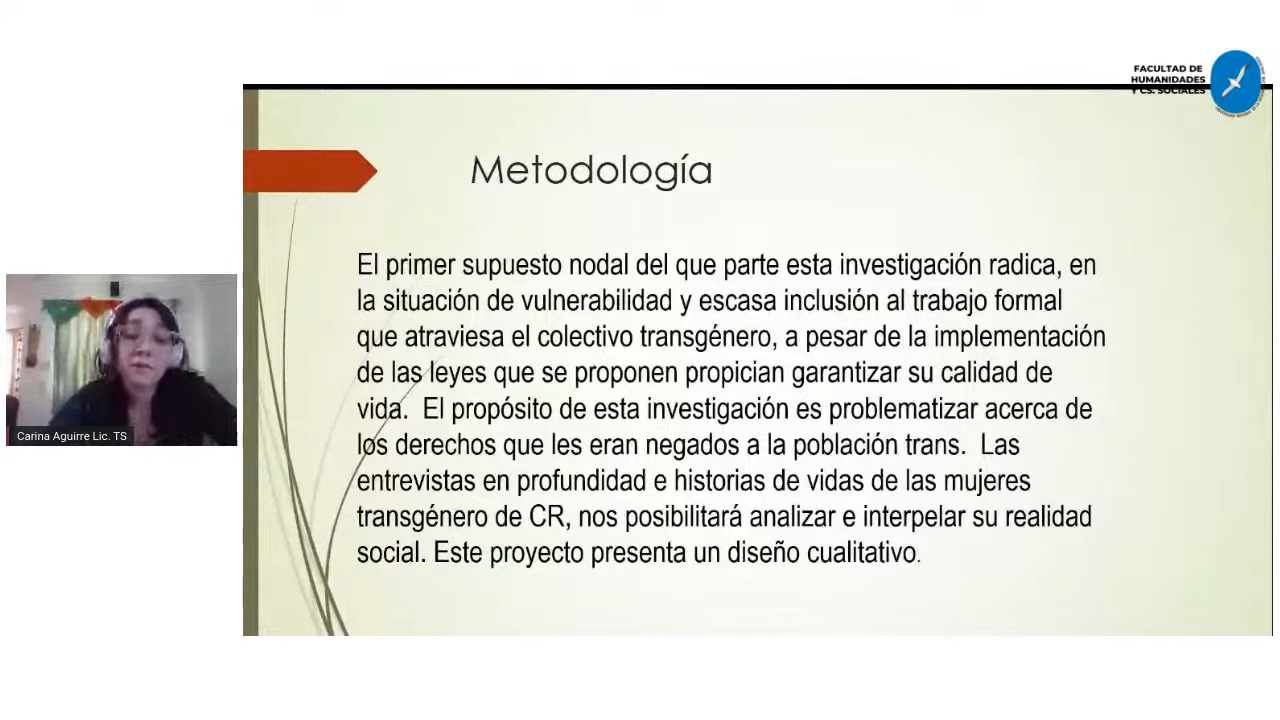 FACULTAD DE
HUMANIDADES
Y CS. SOCIALES
Metodología
El primer supuesto nodal del que parte esta investigación radica, en
la situación de vulnerabilidad y escasa inclusión al trabajo formal
que atraviesa el colectivo transgénero, a pesar de la implementación
de las leyes que se proponen propician garantizar su calidad de
vida.  El propósito de esta investigación es problematizar acerca de
los derechos que les eran negados a la población trans.  Las
entrevistas en profundidad e historias de vidas de las mujeres
transgénero de CR, nos posibilitará analizar e interpelar su realidad
social. Este proyecto presenta un diseño cualitativo.
Carina Aguirre Lic. TS